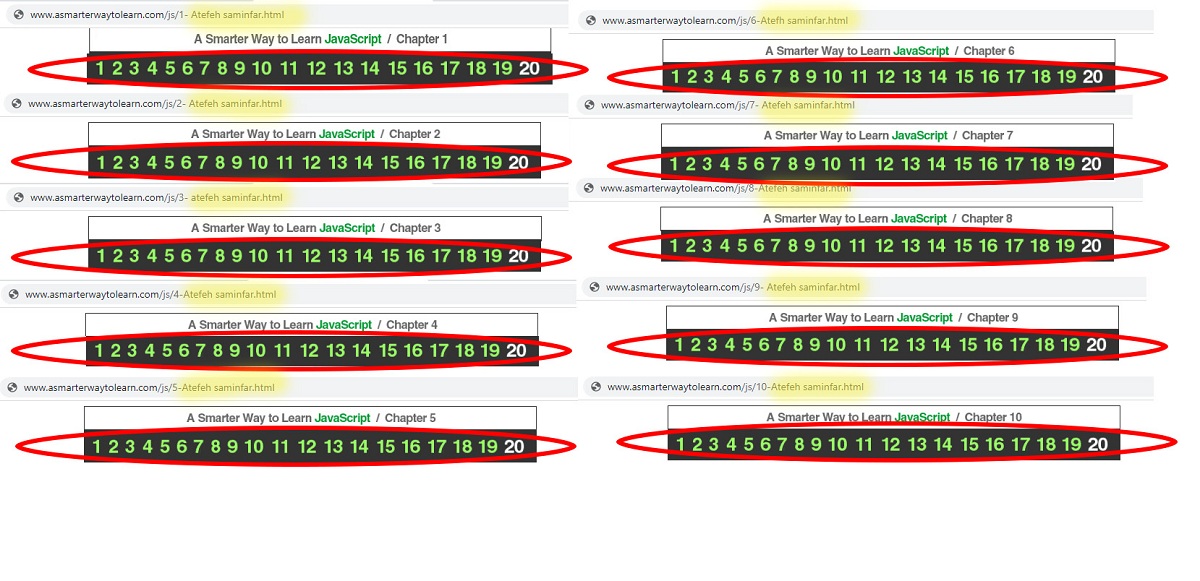 www.asmarterwaytolearn.com/js/1- Atefeh saminfar.html
A Smarter Way to Learn JavaScript / Chapter 1
1 2 3 4 5 6 7 8 9 10 11 12 13 14 15 16 17 18 19 20
www.asmarterwaytolearn.com/js/2- Atefeh saminfar.html
A Smarter Way to Learn JavaScript / Chapter 2
1 2 3 4 5 6 7 8 9 10 11 12 13 14 15 16 17 18 19 20
www.asmarterwaytolearn.com/js/3- atefeh saminfar.html
A Smarter Way to Learn JavaScript / Chapter 3
1 2 3 4 5 6 7 8 9 10 11 12 13 14 15 16 17 18 19 20
www.asmarterwaytolearn.com/js/4-Atefeh saminfar.html
A Smarter Way to Learn JavaScript / Chapter 4
1 2 3 4 5 6 7 8 9 10 11 12 13 14 15 16 17 18 19 20
www.asmarterwaytolearn.com/js/5-Atefeh saminfar.html
A Smarter Way to Learn JavaScript / Chapter 5
1 2 3 4 5 6 7 8 9 10 11 12 13 14 15 16 17 18 19 20
www.asmarterwaytolearn.com/js/6-Atefh saminfar.html
A Smarter Way to Learn JavaScript / Chapter 6
1 2 3 4 5 6 7 8 9 10 11 12 13 14 15 16 17 18 19 20
www.asmarterwaytolearn.com/js/7- Atefeh saminfar.html
A Smarter Way to Learn JavaScript / Chapter 7
1 2 3 4 5 6 7 8 9 10 11 12 13 14 15 16 17 18 19 20
www.asmarterwaytolearn.com/js/8-Atefeh saminfar.html
A Smarter Way to Learn JavaScript / Chapter 8
1 2 3 4 5 6 7 8 9 10 11 12 13 14 15 16 17 18 19 20
www.asmarterwaytolearn.com/js/9- Atefeh saminfar.html
A Smarter Way to Learn JavaScript / Chapter 9
1 2 3 4 5 6 7 8 9 10 11 12 13 14 15 16 17 18 19 20
www.asmarterwaytolearn.com/js/10-Atefeh saminfar.html
A Smarter Way to Learn JavaScript / Chapter 10
1 2 3 4 5 6 7 8 9 10 11 12 13 14 15 16 17 18 19 20